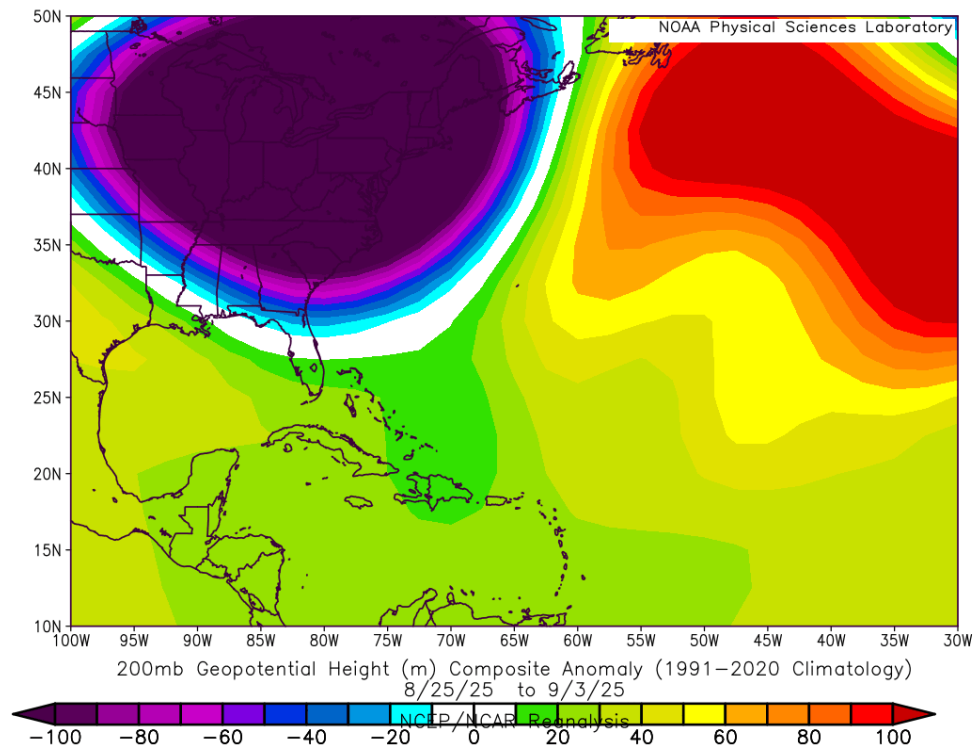 NOAA Physical Sciences Laboratory
50N
45N
40N
35N
30N
25N
20N
15N
10N
100W 95W 90W 85W 80W 75W 70W 65W 60W 55W 50W 45W 40W 35W 30W
200mb Geopotential Height (m) Composite Anomaly (1991-2020 Climatology)
8/25/25 to 9/3/25
NCEP/NCAR Reanalysis
-100 -80 -60 -40 -20 0 20 40 60 80 100